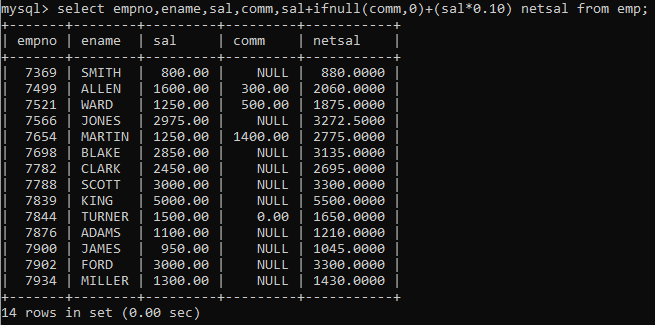 mysql> select empno,ename,sal,comm,sal+ifnull(comm,0)+(sal*0.10) netsal from emp;
+-------+--------+---------+---------+-----------+
| empno | ename  | sal     | comm    | netsal    |
+-------+--------+---------+---------+-----------+
|  7369 | SMITH  |  800.00 |    NULL |  880.0000 |
|  7499 | ALLEN  | 1600.00 |  300.00 | 2060.0000 |
|  7521 | WARD   | 1250.00 |  500.00 | 1875.0000 |
|  7566 | JONES  | 2975.00 |    NULL | 3272.5000 |
|  7654 | MARTIN | 1250.00 | 1400.00 | 2775.0000 |
|  7698 | BLAKE  | 2850.00 |    NULL | 3135.0000 |
|  7782 | CLARK  | 2450.00 |    NULL | 2695.0000 |
|  7788 | SCOTT  | 3000.00 |    NULL | 3300.0000 |
|  7839 | KING   | 5000.00 |    NULL | 5500.0000 |
|  7844 | TURNER | 1500.00 |    0.00 | 1650.0000 |
|  7876 | ADAMS  | 1100.00 |    NULL | 1210.0000 |
|  7900 | JAMES  |  950.00 |    NULL | 1045.0000 |
|  7902 | FORD   | 3000.00 |    NULL | 3300.0000 |
|  7934 | MILLER | 1300.00 |    NULL | 1430.0000 |
+-------+--------+---------+---------+-----------+
14 rows in set (0.00 sec)